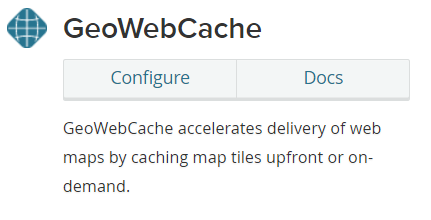 GeoWebCache
Configure Docs
GeoWebCache accelerates delivery of web
maps by caching map tiles upfront or on-
demand.